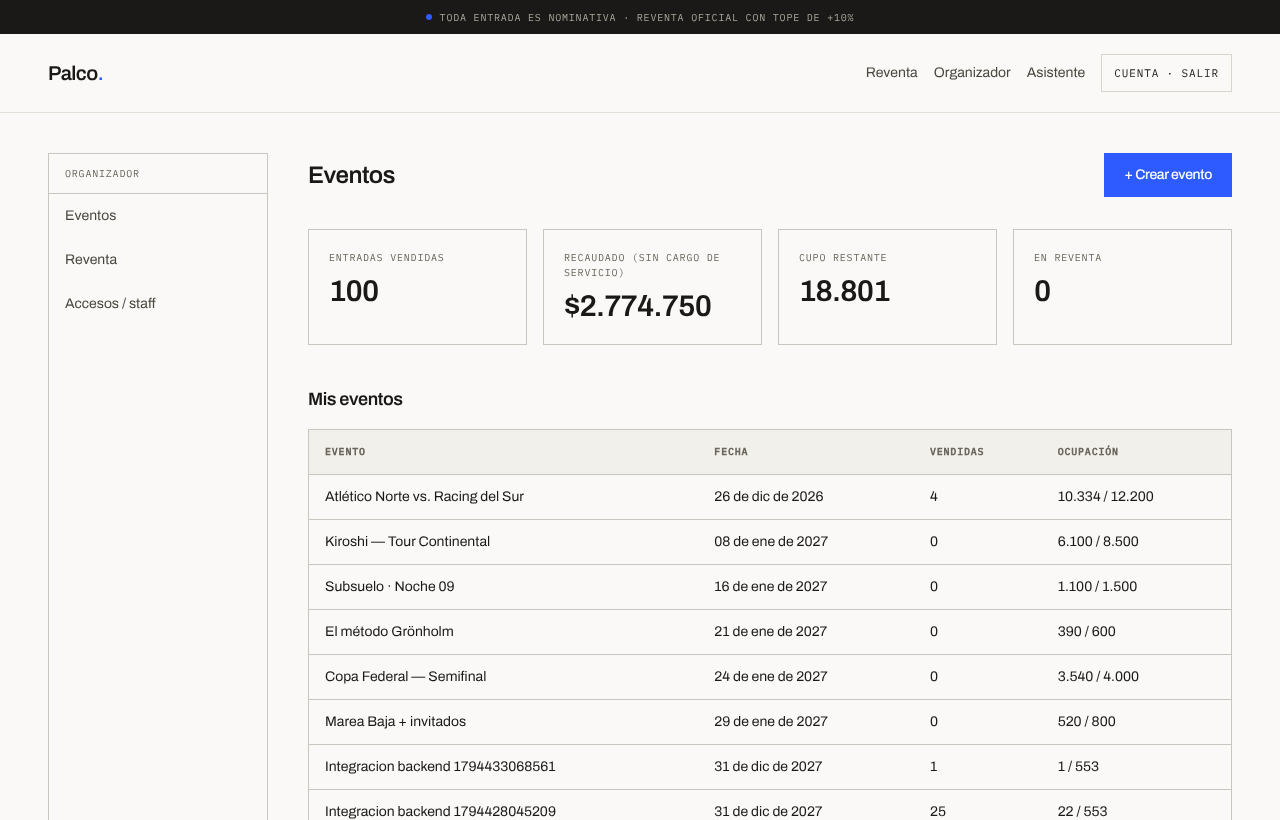 TODA ENTRADA ES NOMINATIVA · REVENTA OFICIAL CON TOPE DE +10%
Palco.
Reventa
Organizador
Asistente
CUENTA · SALIR
ORGANIZADOR
Eventos
Reventa
Accesos / staff
Eventos
+ Crear evento
ENTRADAS VENDIDAS
100
RECAUDADO (SIN CARGO DE
SERVICIO)
$2.774.750
CUPO RESTANTE
18.801
EN REVENTA
0
Mis eventos
EVENTO FECHA VENDIDAS OCUPACIÓN
Atlético Norte vs. Racing del Sur 26 de dic de 2026 4 10.334 / 12.200
Kiroshi — Tour Continental 08 de ene de 2027 0 6.100 / 8.500
Subsuelo · Noche 09 16 de ene de 2027 0 1.100 / 1.500
El método Grönholm 21 de ene de 2027 0 390 / 600
Copa Federal — Semifinal 24 de ene de 2027 0 3.540 / 4.000
Marea Baja + invitados 29 de ene de 2027 0 520 / 800
Integracion backend 1794433068561 31 de dic de 2027 1 1 / 553
Integracion backend 1794428045209 31 de dic de 2027 25 22 / 553